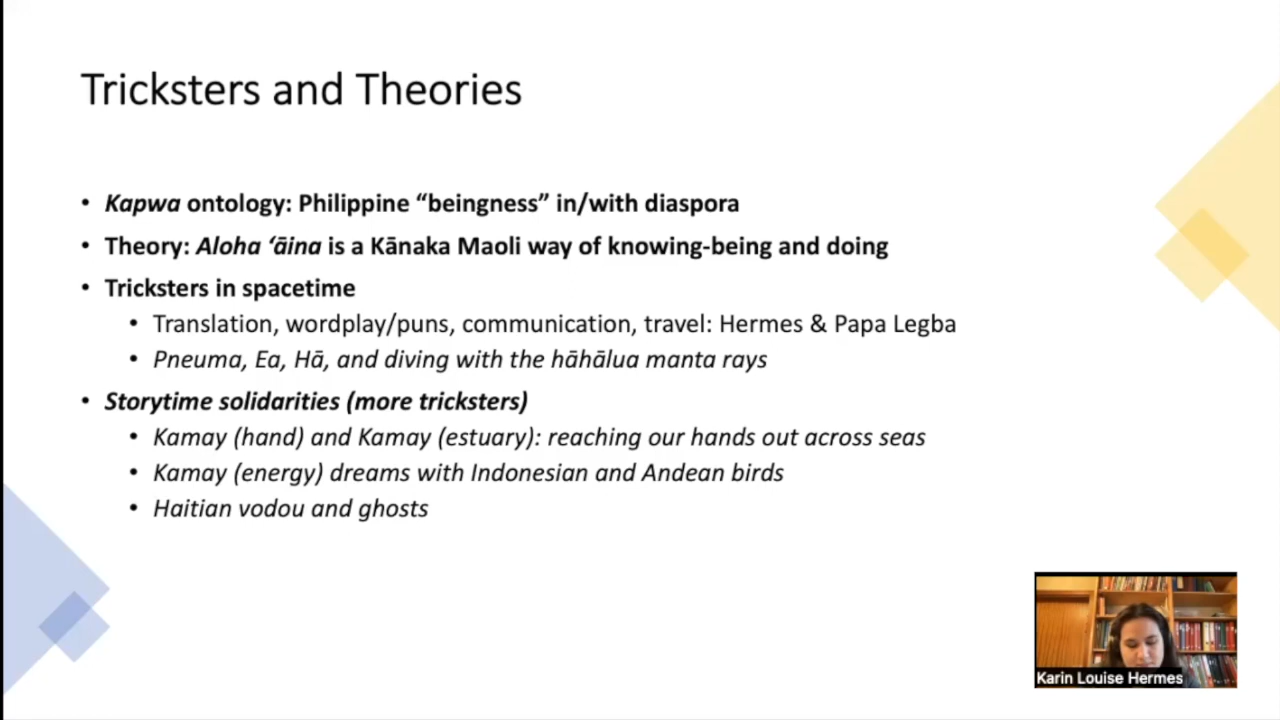 Tricksters and Theories
• Kapwa ontology: Philippine “beingness” in/with diaspora
• Theory: Aloha ‘āina is a Kānaka Maoli way of knowing-being and doing
• Tricksters in spacetime
• Translation, wordplay/puns, communication, travel: Hermes & Papa Legba
• Pneuma, Ea, Hā, and diving with the hāhālua manta rays
• Storytime solidarities (more tricksters)
• Kamay (hand) and Kamay (estuary): reaching our hands out across seas
• Kamay (energy) dreams with Indonesian and Andean birds
• Haitian vodou and ghosts
Karin Louise Hermes